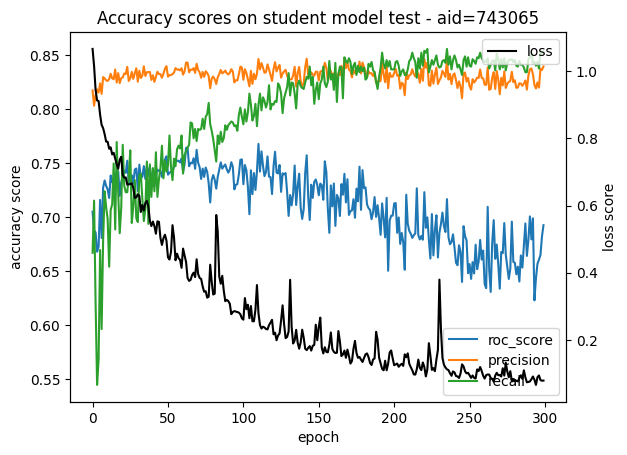 Accuracy scores on student model test - aid=743065
accuracy score
0.85
0.80
0.75
0.70
0.65
0.60
0.55
loss
1.0
0.8
0.6
0.4
0.2
loss score
roc_score
precision
recall
0
50
100
150
200
250
300
epoch